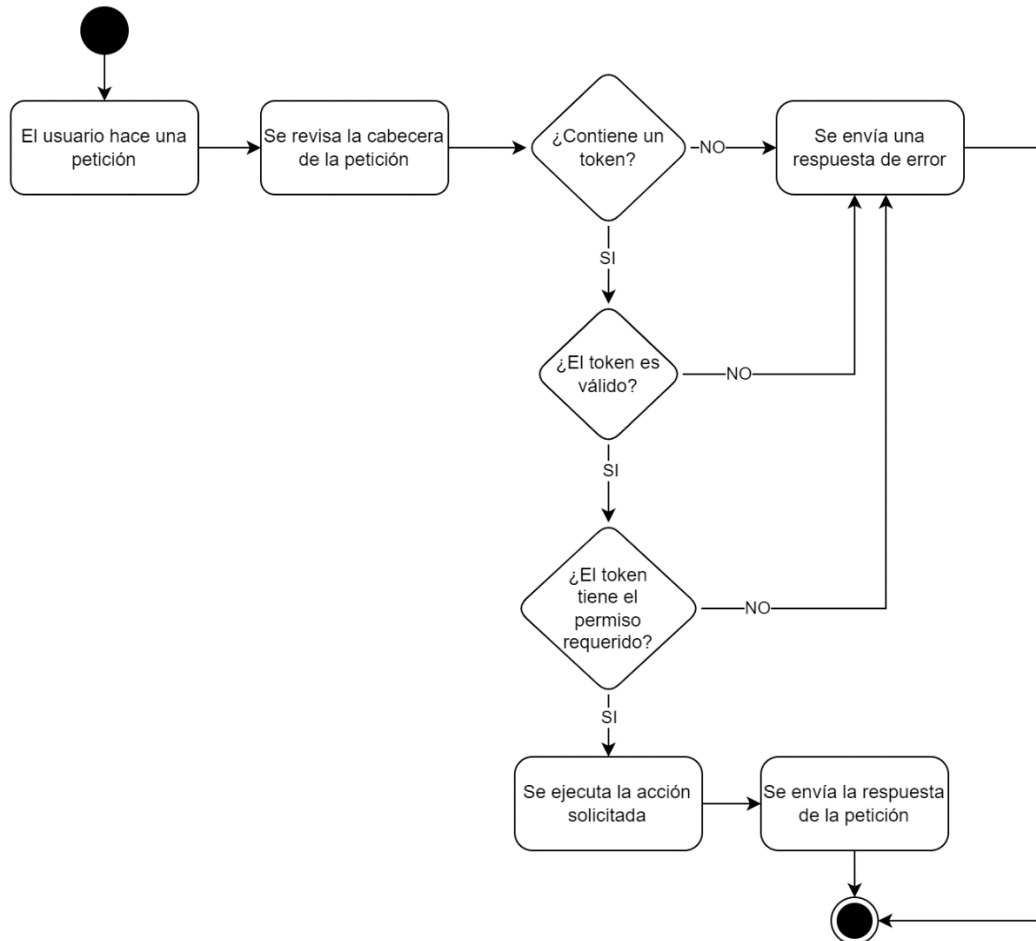 El usuario hace una
petición
Se revisa la cabecera
de la petición
¿Contiene un
token?
NO
Se envía una
respuesta de error
SI
¿El token es
válido?
NO
SI
¿El token
tiene el
permiso
requerido?
NO
SI
Se ejecuta la acción
solicitada
Se envía la respuesta
de la petición